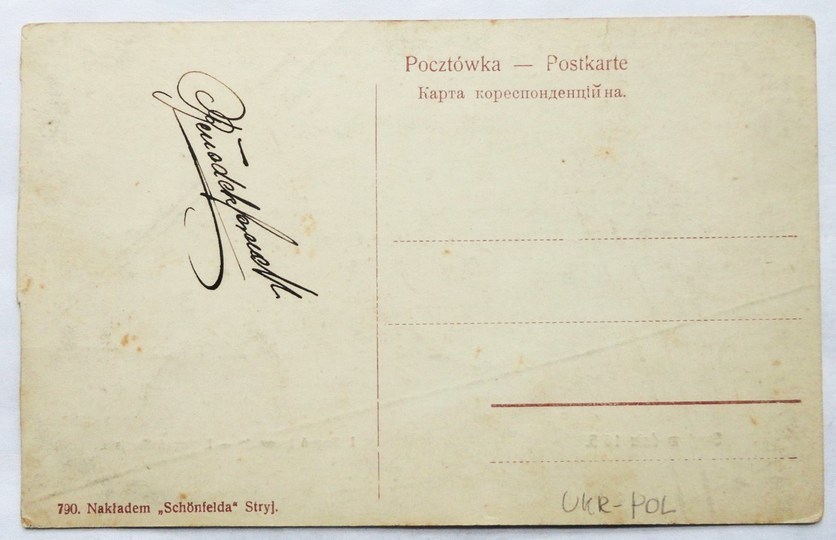 Pocztówka — Postkarte
Карта кореспонденційна.
790. Nakładem „Schönfelda" Stryj.
UKR-POL